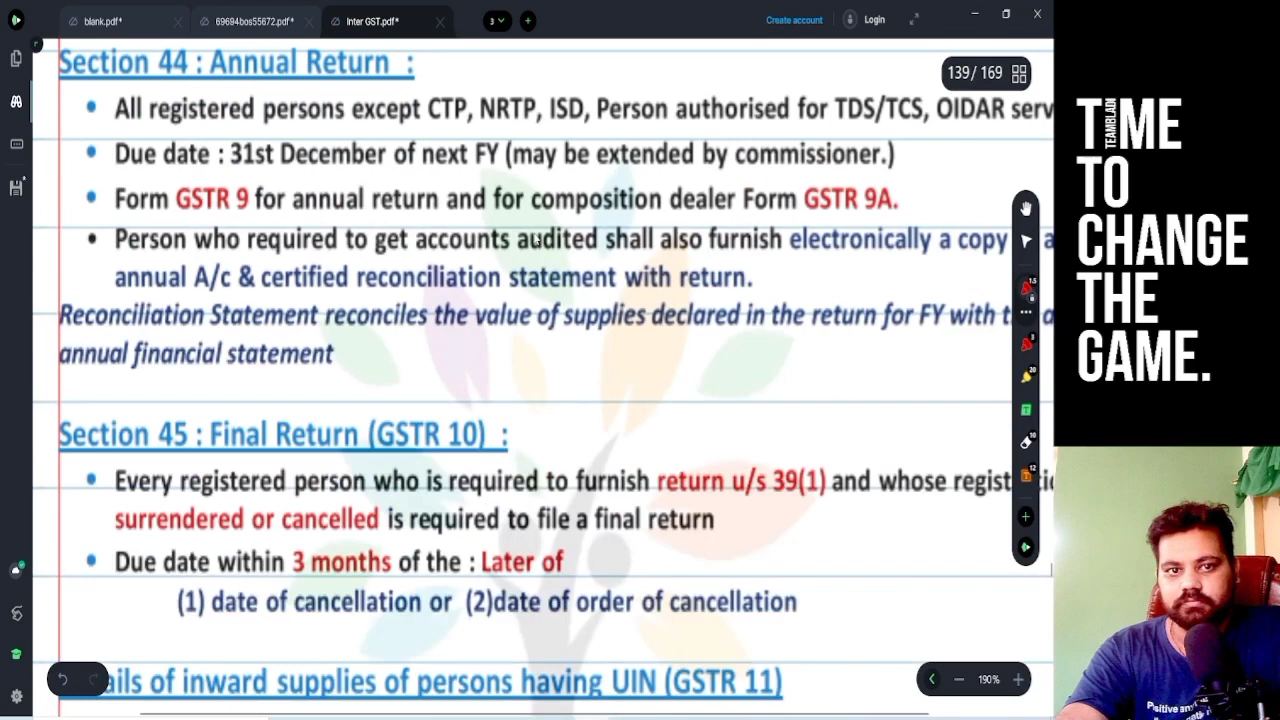 blank.pdf*
69694bos55672.pdf*
Inter GST.pdf*
3
Create account
Login
139/ 169
Section 44 : Annual Return :
All registered persons except CTP, NRTP, ISD, Person authorised for TDS/TCS, OIDAR serv
Due date : 31st December of next FY (may be extended by commissioner.)
Form GSTR 9 for annual return and for composition dealer Form GSTR 9A.
Person who required to get accounts audited shall also furnish electronically a copy a
annual A/c & certified reconciliation statement with return.
Reconciliation Statement reconciles the value of supplies declared in the return for FY with
annual financial statement
Section 45 : Final Return (GSTR 10) :
Every registered person who is required to furnish return u/s 39(1) and whose regist
surrendered or cancelled is required to file a final return
Due date within 3 months of the : Later of
(1) date of cancellation or (2)date of order of cancellation
ails of inward supplies of persons having UIN (GSTR 11)
190%
TIME
TEAMBLADN
TO
CHANGE
THE
GAME.
Positive